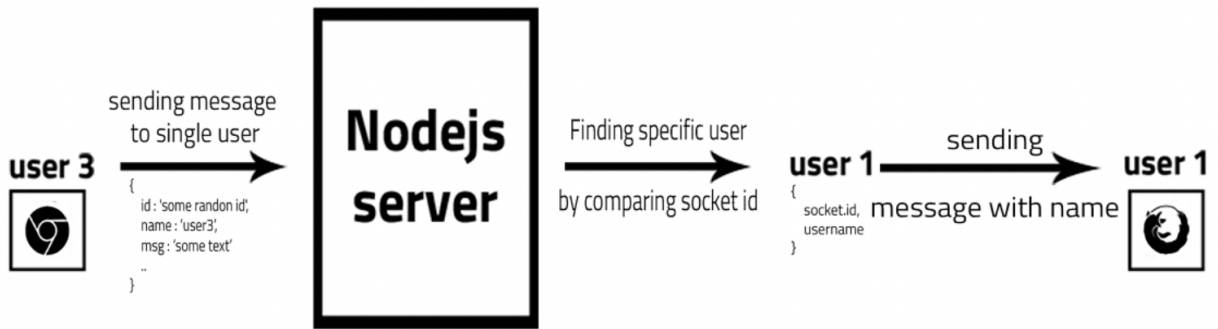 sending message
to single user
user 3
{
id : 'some randon id',
name : 'user3',
msg : 'some text'
..
}
Nodejs
server
Finding specific user
by comparing socket id
user 1
{
socket.id,
username
}
sending
message with name
user 1